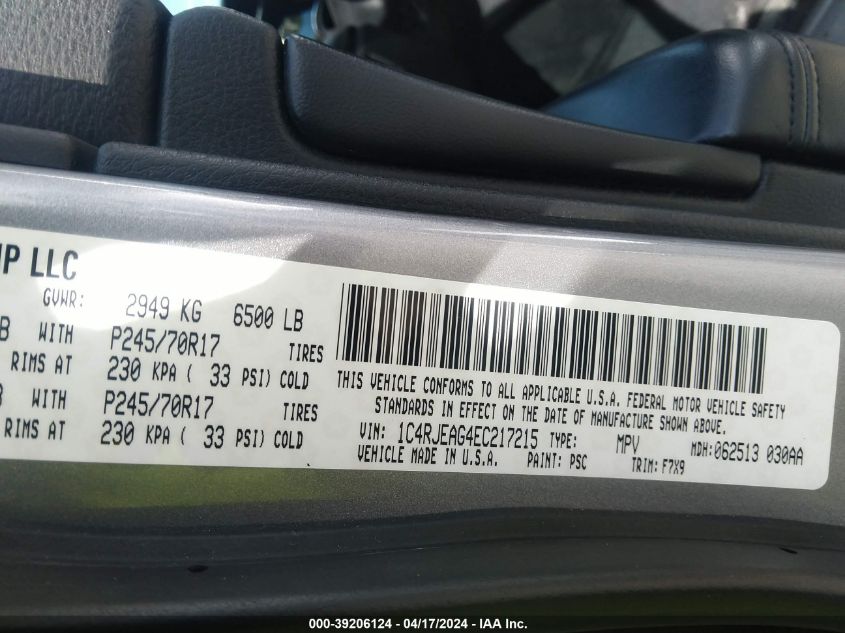 IP LLC
GVWR: 2949 KG 6500 LB
B WITH P245/70R17 TIRES
RIMS AT 230 KPA ( 33 PSI) COLD
B WITH P245/70R17 TIRES
RIMS AT 230 KPA ( 33 PSI) COLD
THIS VEHICLE CONFORMS TO ALL APPLICABLE U.S.A. FEDERAL MOTOR VEHICLE SAFETY
STANDARDS IN EFFECT ON THE DATE OF MANUFACTURE SHOWN ABOVE.
VIN: 1C4RJEAG4EC217215 TYPE: MPV MDH: 062513 030AA
VEHICLE MADE IN U.S.A. PAINT: PSC TRIM: F7X9
000-39206124 - 04/17/2024 - IAA Inc.